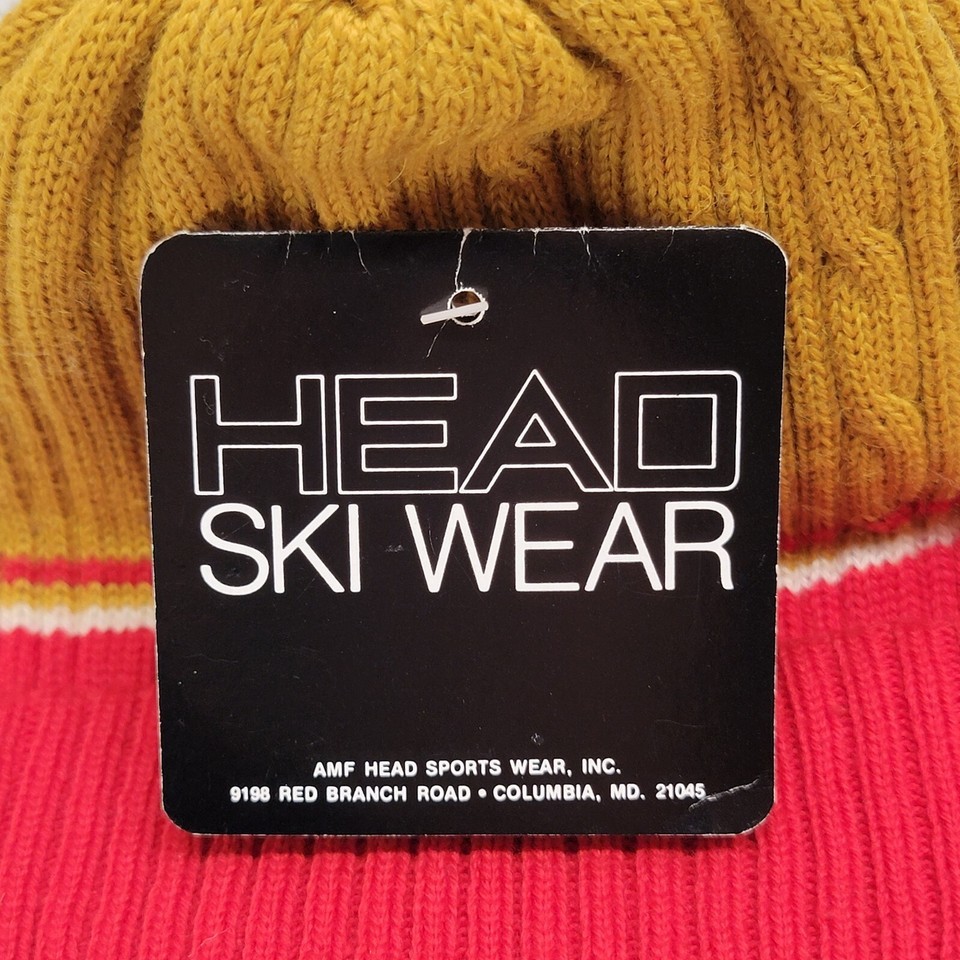 HEAD
SKI WEAR
AMF HEAD SPORTS WEAR, INC.
9198 RED BRANCH ROAD • COLUMBIA, MD. 21045